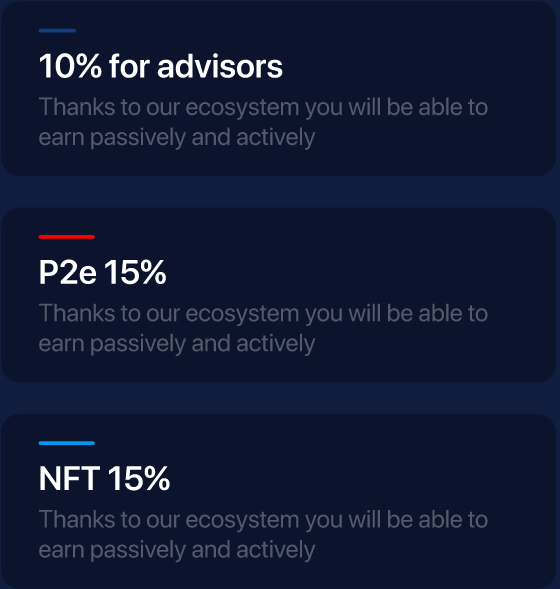 10% for advisors
Thanks to our ecosystem you will be able to
earn passively and actively
P2e 15%
Thanks to our ecosystem you will be able to
earn passively and actively
NFT 15%
Thanks to our ecosystem you will be able to
earn passively and actively